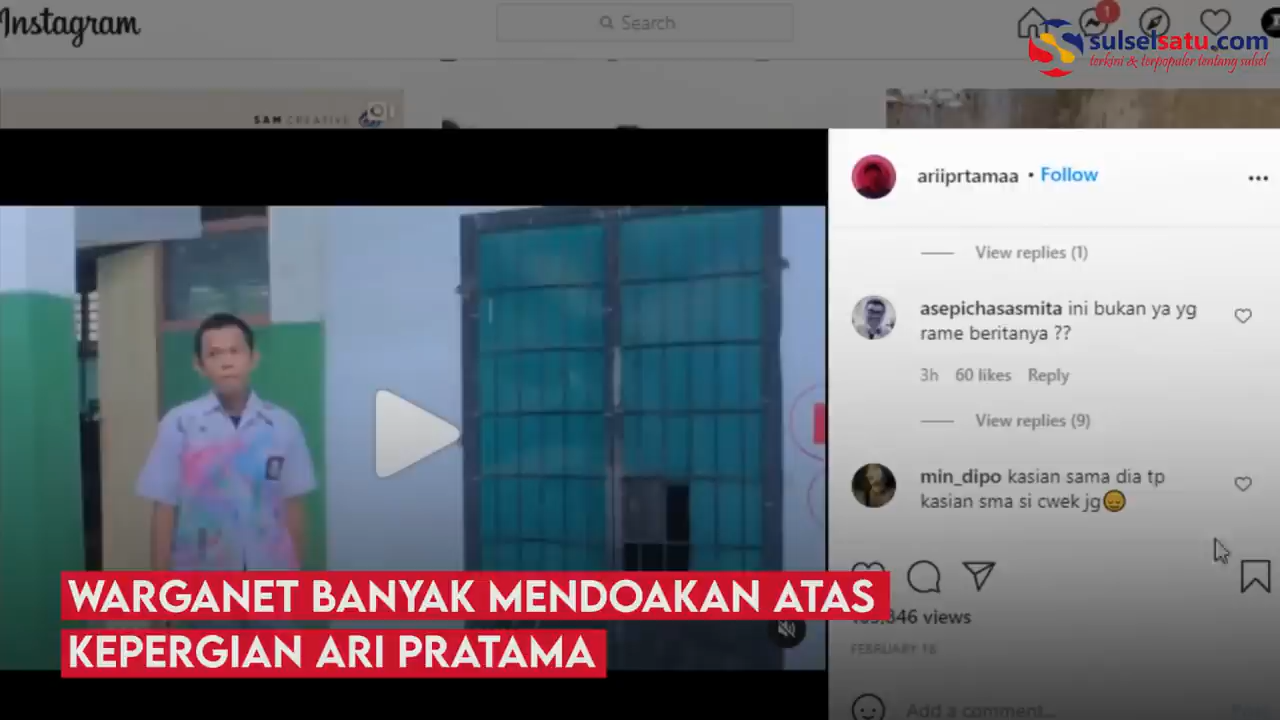 Instagram
Search
1
sulselsatu.com
terkini & terpopuler tentang sulsel
SAM CREATIVE
ariiprtamaa • Follow
View replies (1)
asepichasasmita ini bukan ya yg
rame beritanya ??
3h 60 likes Reply
View replies (9)
min_dipo kasian sama dia tp
kasian sma si cwek jg😔
WARGANET BANYAK MENDOAKAN ATAS
KEPERGIAN ARI PRATAMA
views
FEBRUARY 16
Add a comment...